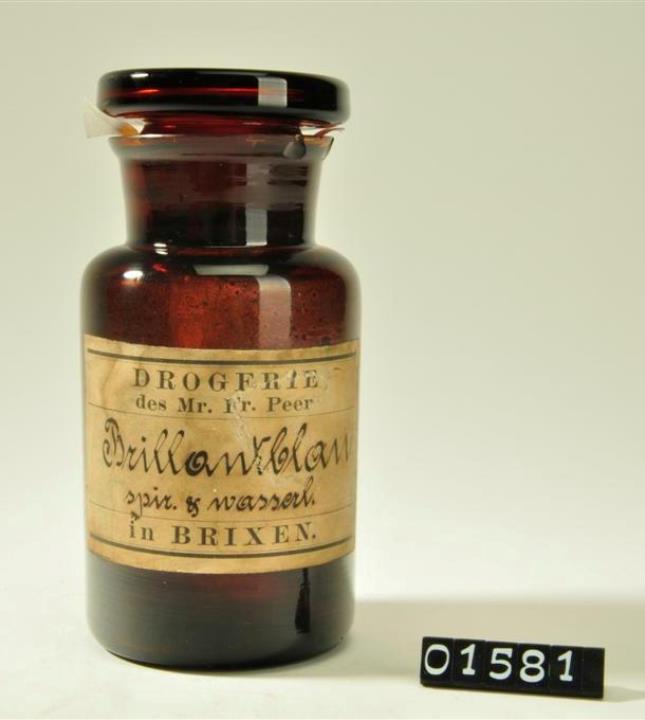 DROGERIE
des Mr. Fr. Peer
Brillantblau
spir. & wasserl.
in BRIXEN.
01581